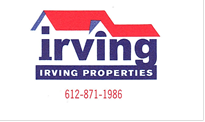 irving
IRVING PROPERTIES
612-871-1986